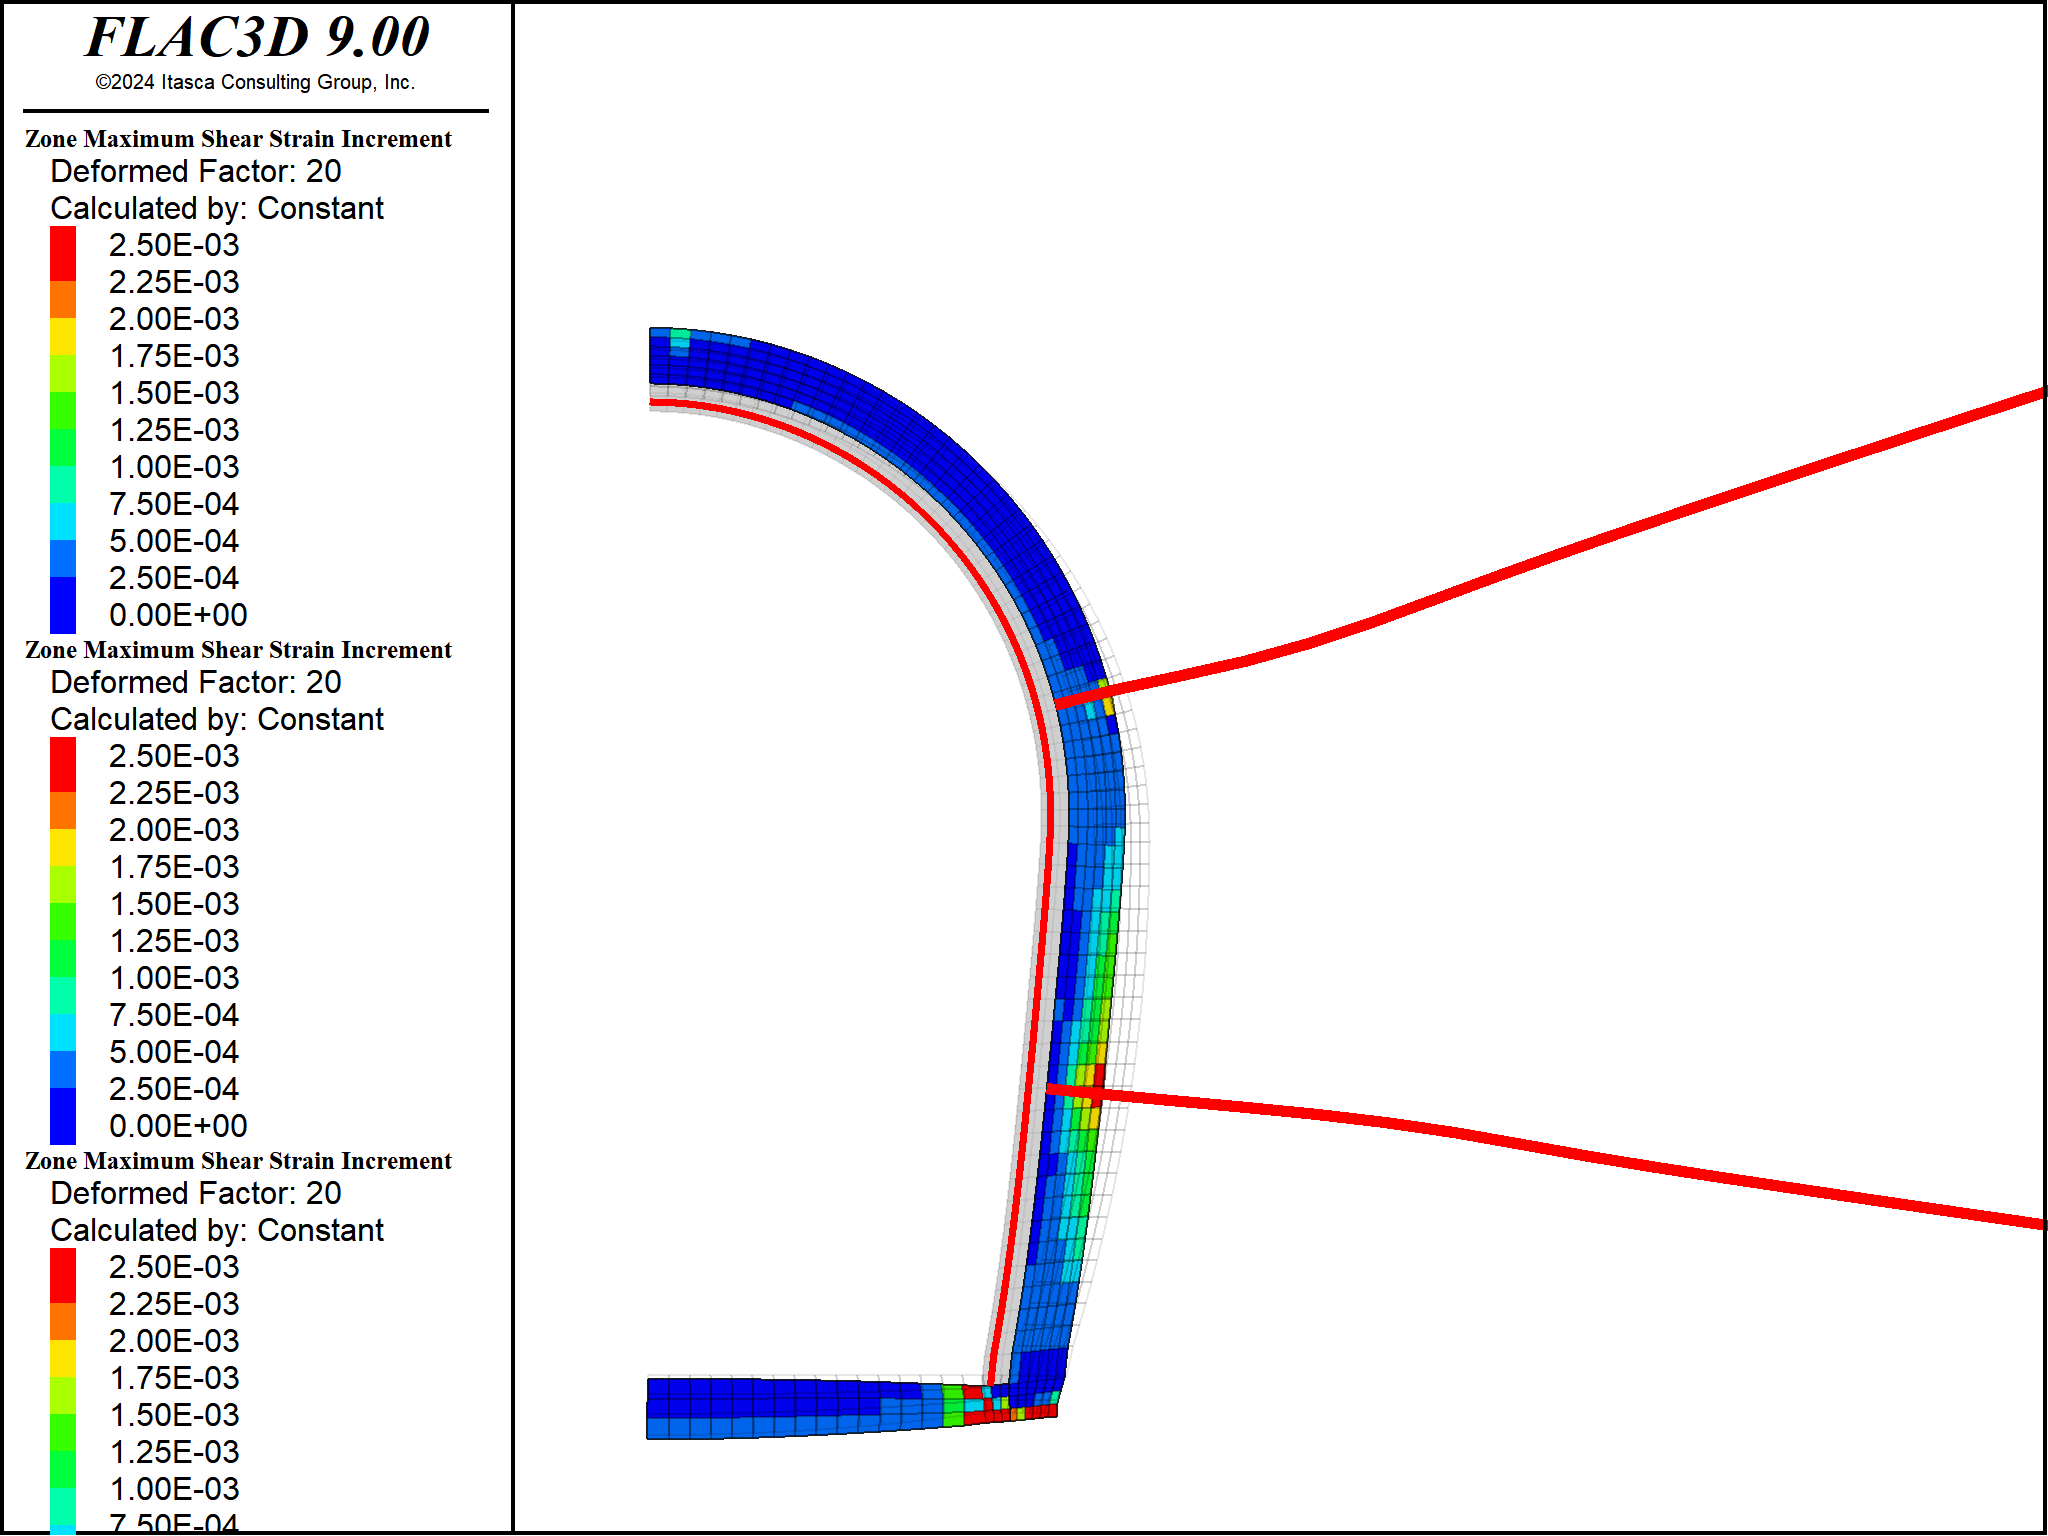 FLAC3D 9.00
©2024 Itasca Consulting Group, Inc.
Zone Maximum Shear Strain Increment
Deformed Factor: 20
Calculated by: Constant
2.50E-03
2.25E-03
2.00E-03
1.75E-03
1.50E-03
1.25E-03
1.00E-03
7.50E-04
5.00E-04
2.50E-04
0.00E+00
Zone Maximum Shear Strain Increment
Deformed Factor: 20
Calculated by: Constant
2.50E-03
2.25E-03
2.00E-03
1.75E-03
1.50E-03
1.25E-03
1.00E-03
7.50E-04
5.00E-04
2.50E-04
0.00E+00
Zone Maximum Shear Strain Increment
Deformed Factor: 20
Calculated by: Constant
2.50E-03
2.25E-03
2.00E-03
1.75E-03
1.50E-03
1.25E-03
1.00E-03
7.50E-04